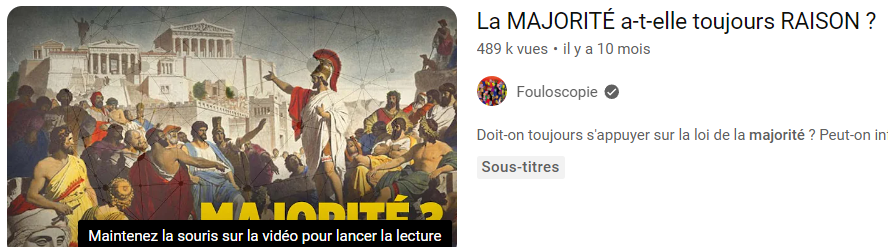 La MAJORITÉ a-t-elle toujours RAISON ?
489 k vues • il y a 10 mois
Fouloscopie
Doit-on toujours s'appuyer sur la loi de la majorité ? Peut-on
Sous-titres
MAJORITÉ ?
Maintenez la souris sur la vidéo pour lancer la lecture